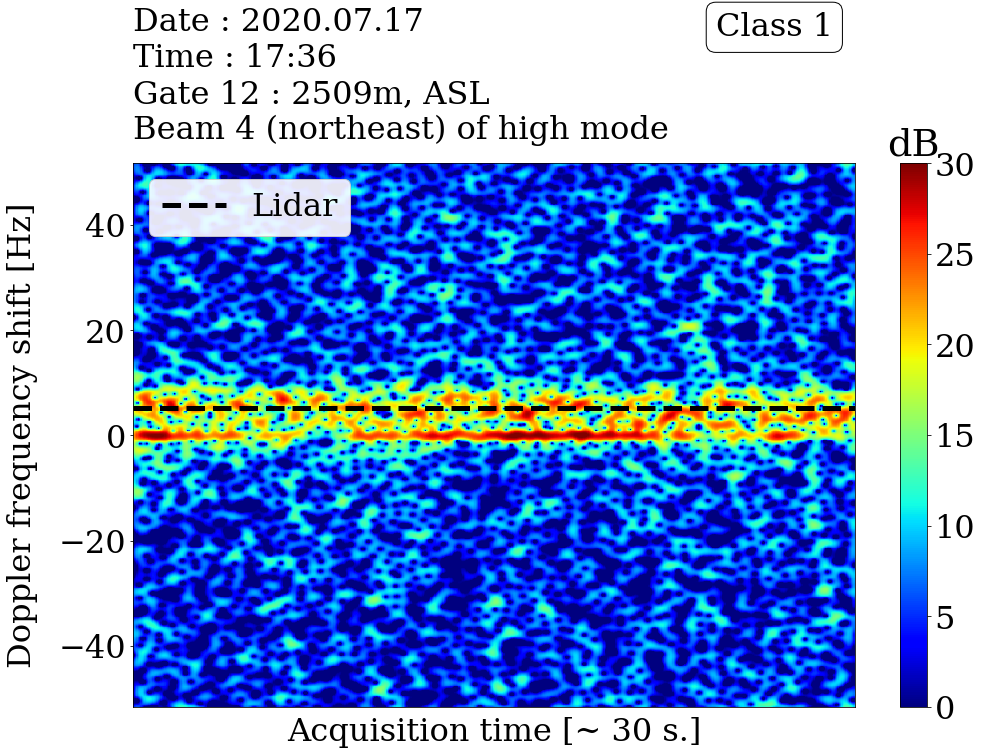 Date : 2020.07.17
Time : 17:36
Gate 12 : 2509m, ASL
Beam 4 (northeast) of high mode
Class 1
dB
Lidar
Doppler frequency shift [Hz]
40
20
0
−20
−40
Acquisition time [~ 30 s.]
30
25
20
15
10
5
0